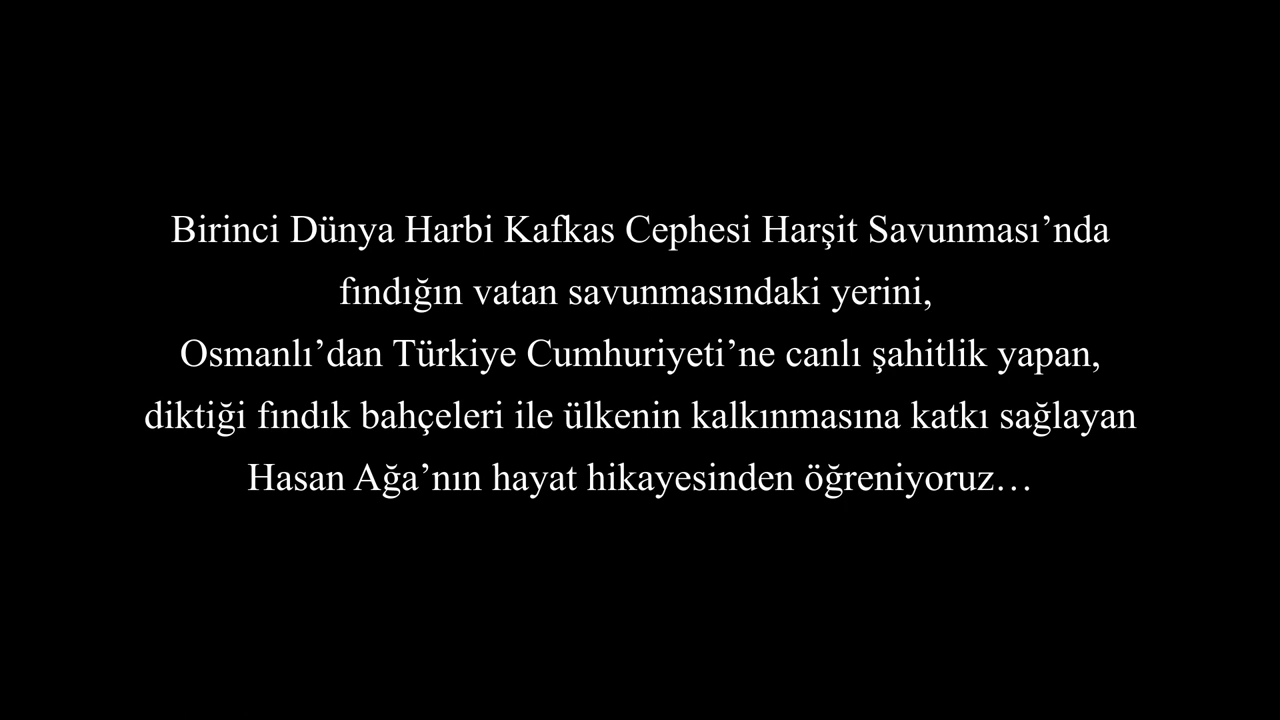 Birinci Dünya Harbi Kafkas Cephesi Harşit Savunması’nda
fındığın vatan savunmasındaki yerini,
Osmanlı’dan Türkiye Cumhuriyeti’ne canlı şahitlik yapan,
diktiği fındık bahçeleri ile ülkenin kalkınmasına katkı sağlayan
Hasan Ağa’nın hayat hikayesinden öğreniyoruz…